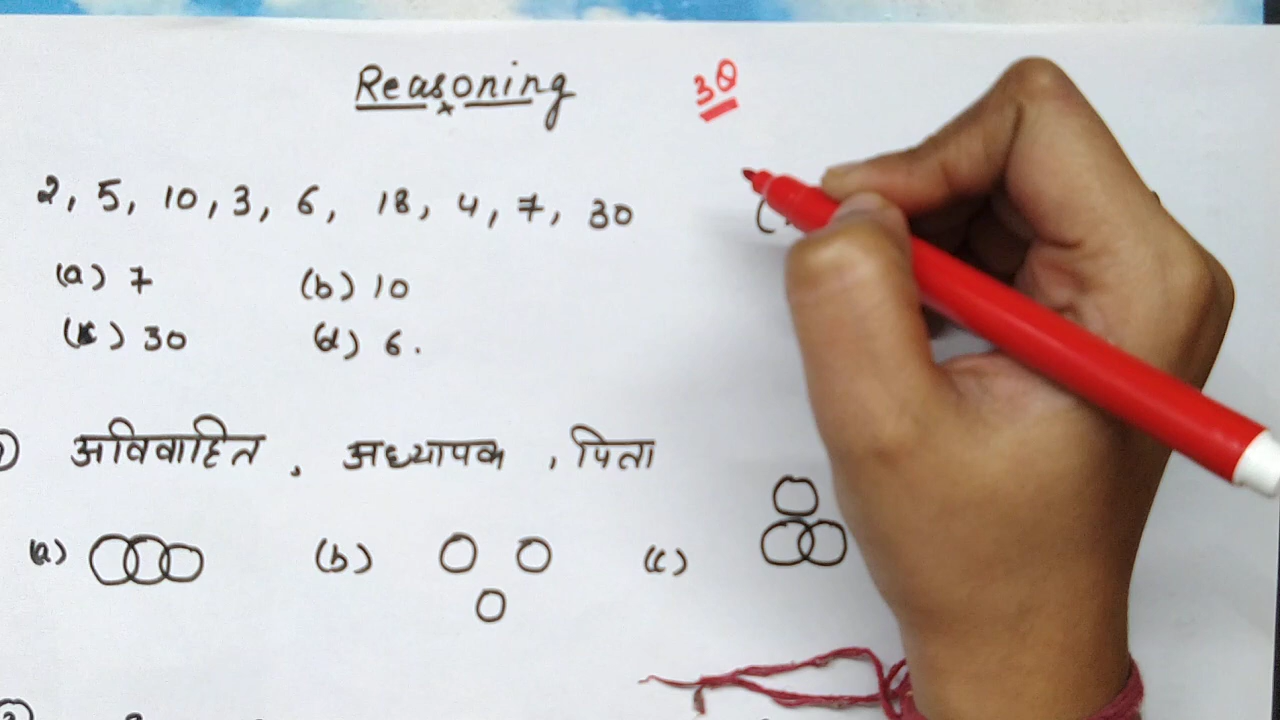 Reasoning
30
2, 5, 10, 3, 6, 18, 4, 7, 30
(a) 7 (b) 10
(c) 30 (d) 6.
अविवाहित, अध्यापक, पिता
(a) (b) (c)